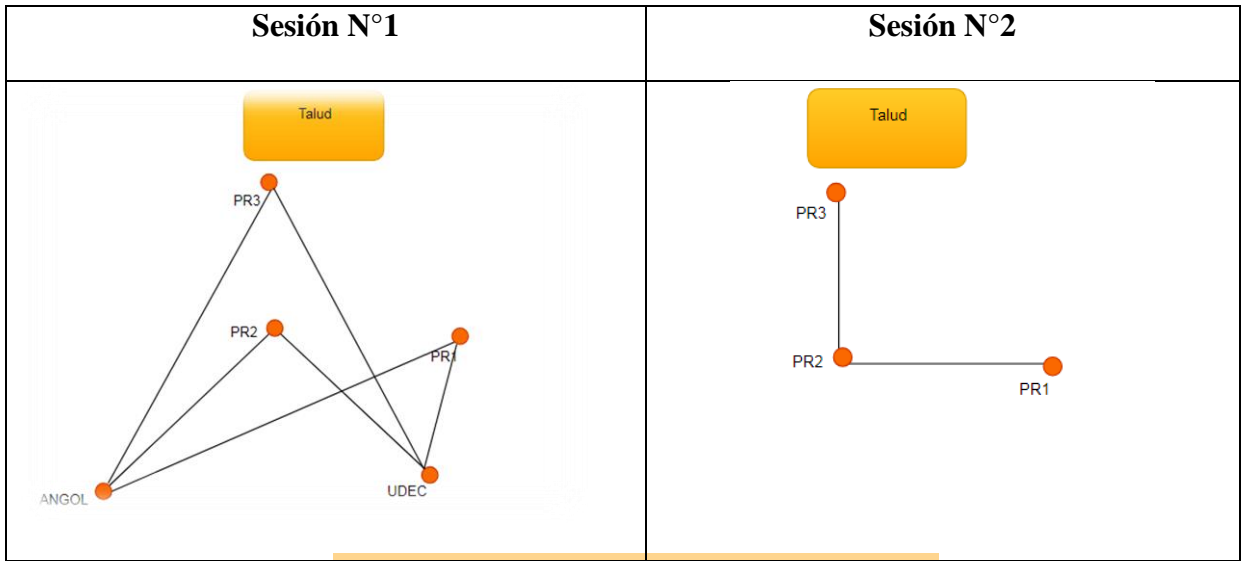 Sesión N°1
Sesión N°2
Talud
PR3
PR2
PR1
ANGOL
UDEC
Talud
PR3
PR2
PR1